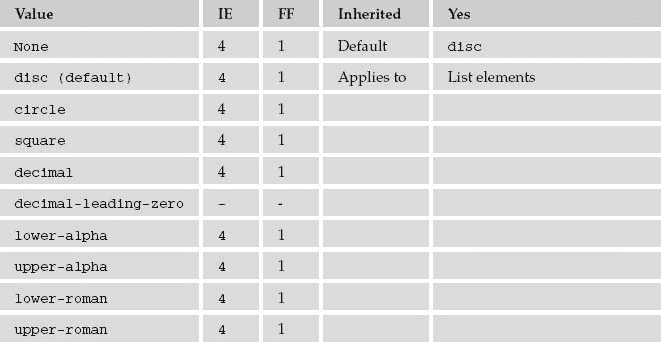 Value IE FF Inherited Yes
None 4 1 Default disc
disc (default) 4 1 Applies to List elements
circle 4 1
square 4 1
decimal 4 1
decimal-leading-zero - -
lower-alpha 4 1
upper-alpha 4 1
lower-roman 4 1
upper-roman 4 1